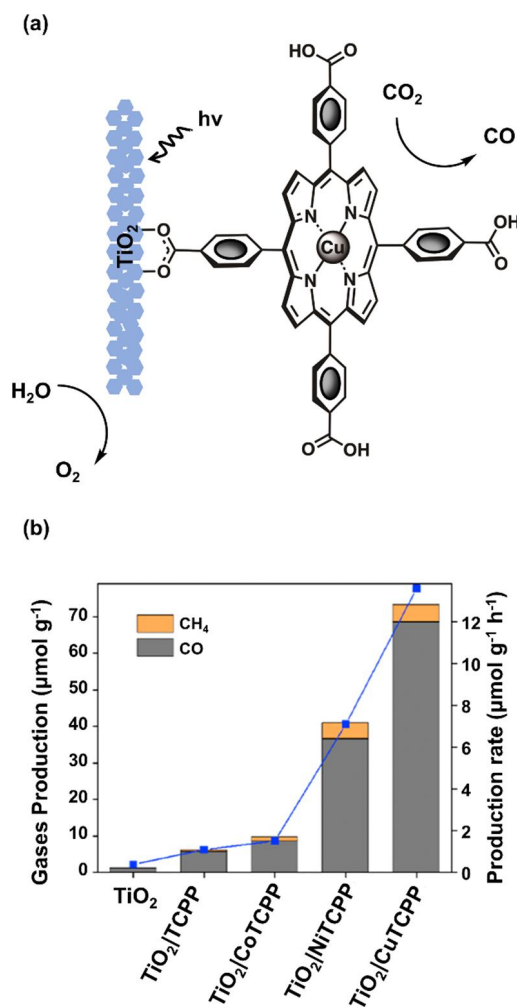 (a)
HO
O
CO₂
hν
CO
N
N
N
N
Cu
TiO₂
O
O
OH
O
H₂O
O₂
O
OH
(b)
Gases Production (μmol g⁻¹)
70
60
50
40
30
20
10
0
CH₄
CO
12
10
8
6
4
2
0
Production rate (μmol g⁻¹ h⁻¹)
TiO₂
TiO₂|TCPP
TiO₂|CoTCPP
TiO₂|NiTCPP
TiO₂|CuTCPP